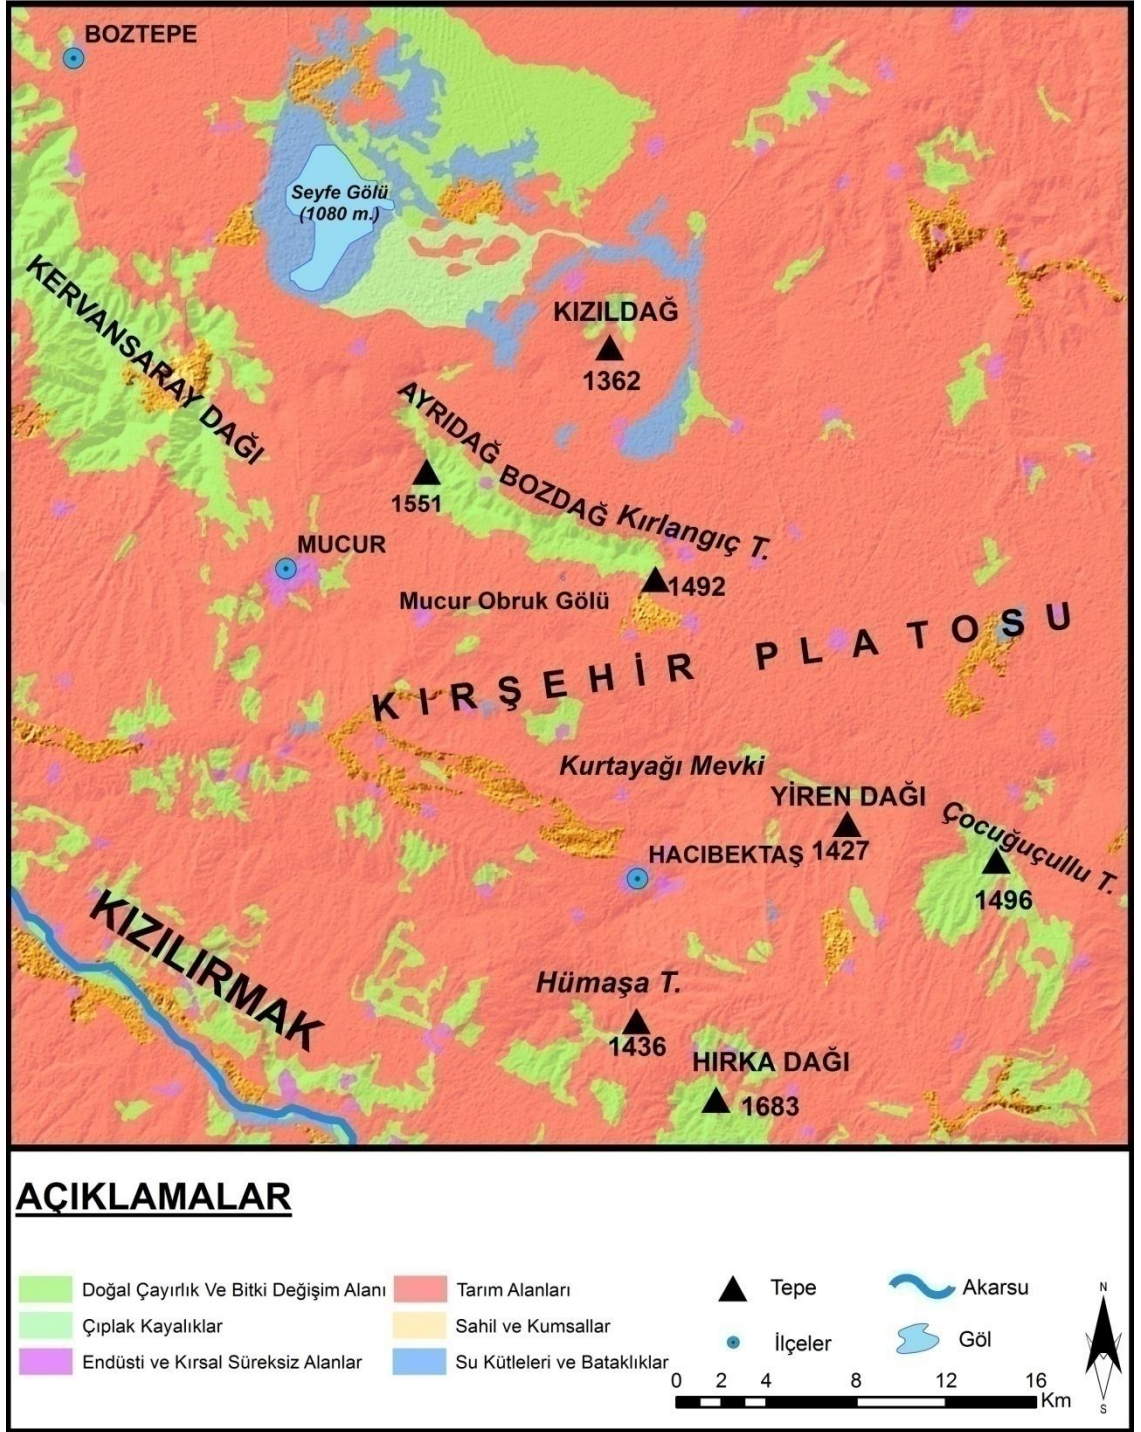 BOZTEPE
Seyfe Gölü
(1080 m.)
KERVANSARAY DAĞI
KIZILDAĞ
1362
AYRIDAĞ
BOZDAĞ
Kırlangıç T.
1551
MUCUR
1492
Mucur Obruk Gölü
KIRŞEHİR PLATOSU
Kurtayağı Mevki
YİREN DAĞI
1427
Çocuğuçullu T.
1496
HACIBEKTAŞ
KIZILIRMAK
Hümaşa T.
1436
HIRKA DAĞI
1683
AÇIKLAMALAR
Doğal Çayırlık Ve Bitki Değişim Alanı
Çıplak Kayalıklar
Endüsti ve Kırsal Süreksiz Alanlar
Tarım Alanları
Sahil ve Kumsallar
Su Kütleleri ve Bataklıklar
Tepe
İlçeler
Akarsu
Göl
0 2 4 8 12 16
Km
N
S